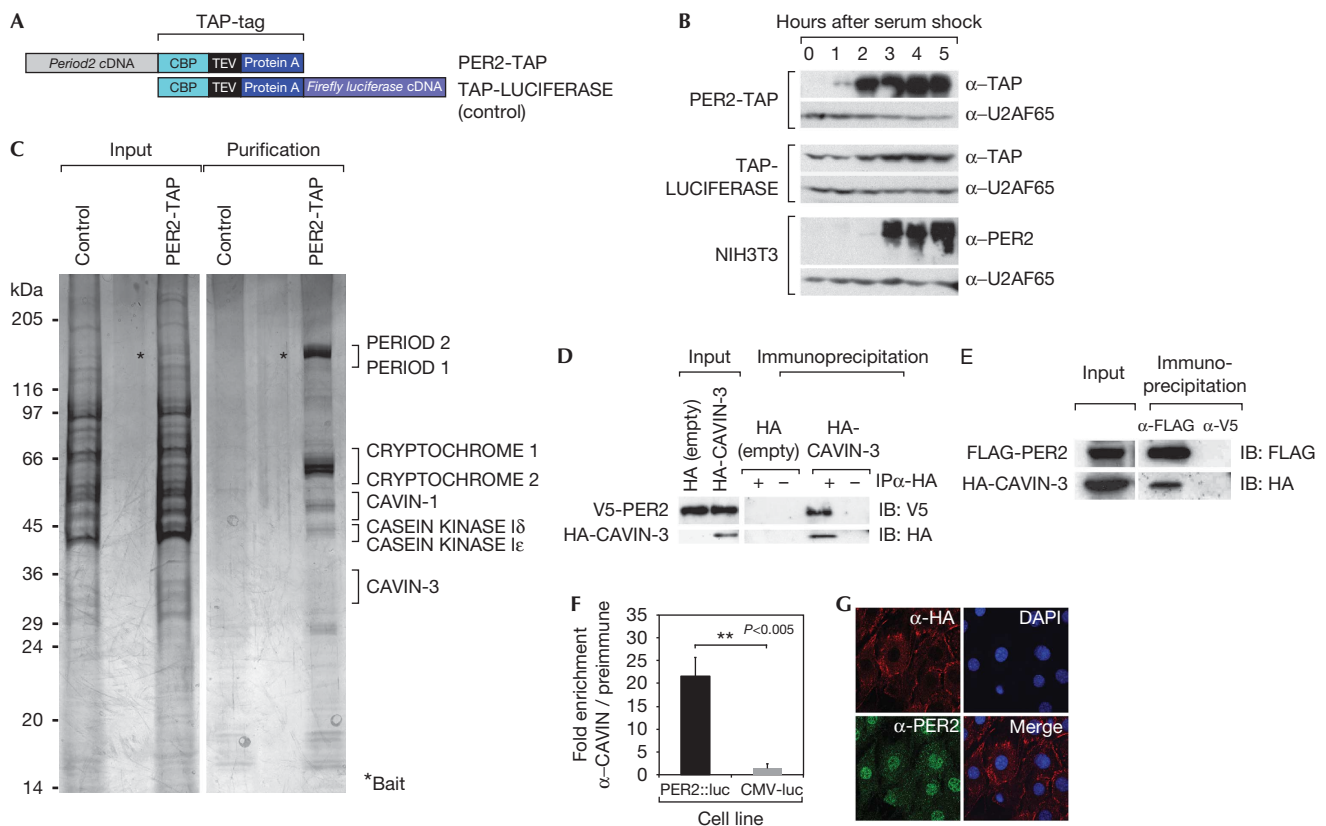 A
TAP-tag
Period2 cDNA
CBP
TEV
Protein A
PER2-TAP
CBP
TEV
Protein A
Firefly luciferase cDNA
TAP-LUCIFERASE
(control)
B
Hours after serum shock
0 1 2 3 4 5
PER2-TAP
α–TAP
α–U2AF65
TAP-
LUCIFERASE
α–TAP
α–U2AF65
NIH3T3
α–PER2
α–U2AF65
C
Input
Purification
Control
PER2-TAP
Control
PER2-TAP
kDa
205
116
97
66
45
36
29
24
20
14
*
*
PERIOD 2
PERIOD 1
CRYPTOCHROME 1
CRYPTOCHROME 2
CAVIN-1
CASEIN KINASE Iδ
CASEIN KINASE Iε
CAVIN-3
*Bait
D
Input
Immunoprecipitation
HA (empty)
HA-CAVIN-3
HA
(empty)
HA-
CAVIN-3
+ − + − IPα-HA
V5-PER2
IB: V5
HA-CAVIN-3
IB: HA
E
Input
Immuno-
precipitation
α-FLAG α-V5
FLAG-PER2
IB: FLAG
HA-CAVIN-3
IB: HA
F
Fold enrichment
α–CAVIN / preimmune
35
30
25
20
15
10
5
0
**
P<0.005
PER2::luc
CMV-luc
Cell line
G
α-HA
DAPI
α-PER2
Merge